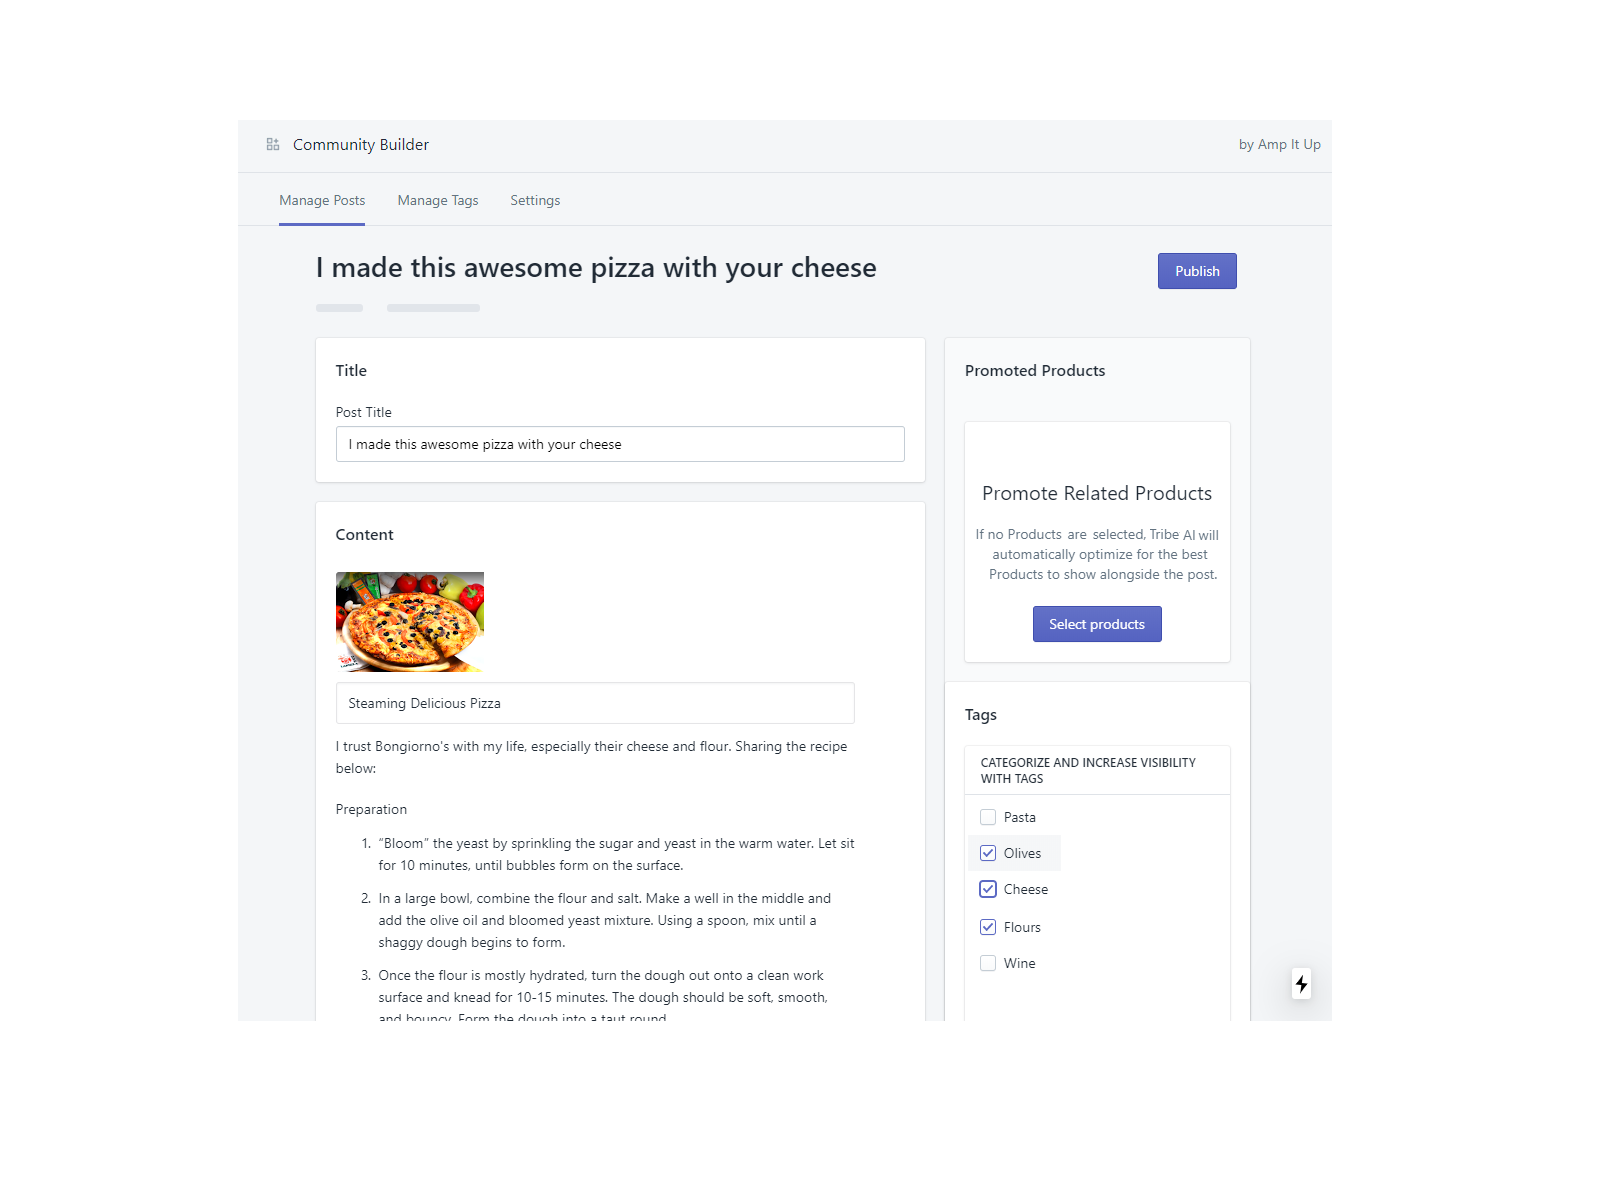 Community Builder
by Amp It Up
Manage Posts
Manage Tags
Settings
I made this awesome pizza with your cheese
Publish
Title
Post Title
I made this awesome pizza with your cheese
Content
Steaming Delicious Pizza
I trust Bongiorno's with my life, especially their cheese and flour. Sharing the recipe
below:
Preparation
1. “Bloom” the yeast by sprinkling the sugar and yeast in the warm water. Let sit
for 10 minutes, until bubbles form on the surface.
2. In a large bowl, combine the flour and salt. Make a well in the middle and
add the olive oil and bloomed yeast mixture. Using a spoon, mix until a
shaggy dough begins to form.
3. Once the flour is mostly hydrated, turn the dough out onto a clean work
surface and knead for 10-15 minutes. The dough should be soft, smooth,
and bouncy. Form the dough into a taut round.
Promoted Products
Promote Related Products
If no Products are selected, Tribe AI will
automatically optimize for the best
Products to show alongside the post.
Select products
Tags
CATEGORIZE AND INCREASE VISIBILITY
WITH TAGS
Pasta
Olives
Cheese
Flours
Wine